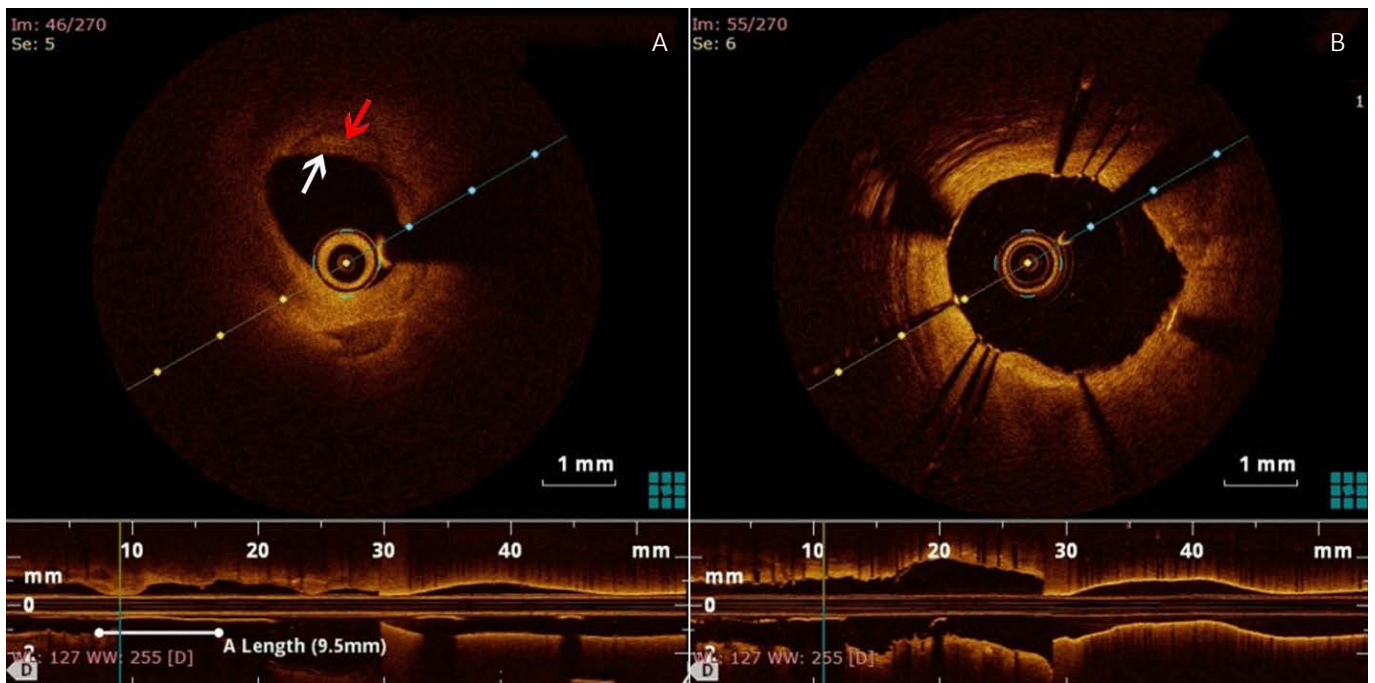 Im: 46/270
Se: 5
A
1 mm
10 20 30 40 mm
mm
0
A Length (9.5mm)
2
WL: 127 WW: 255 [D]
D
Im: 55/270
Se: 6
B
1
1 mm
10 20 30 40 mm
mm
0
2
WL: 127 WW: 255 [D]
D